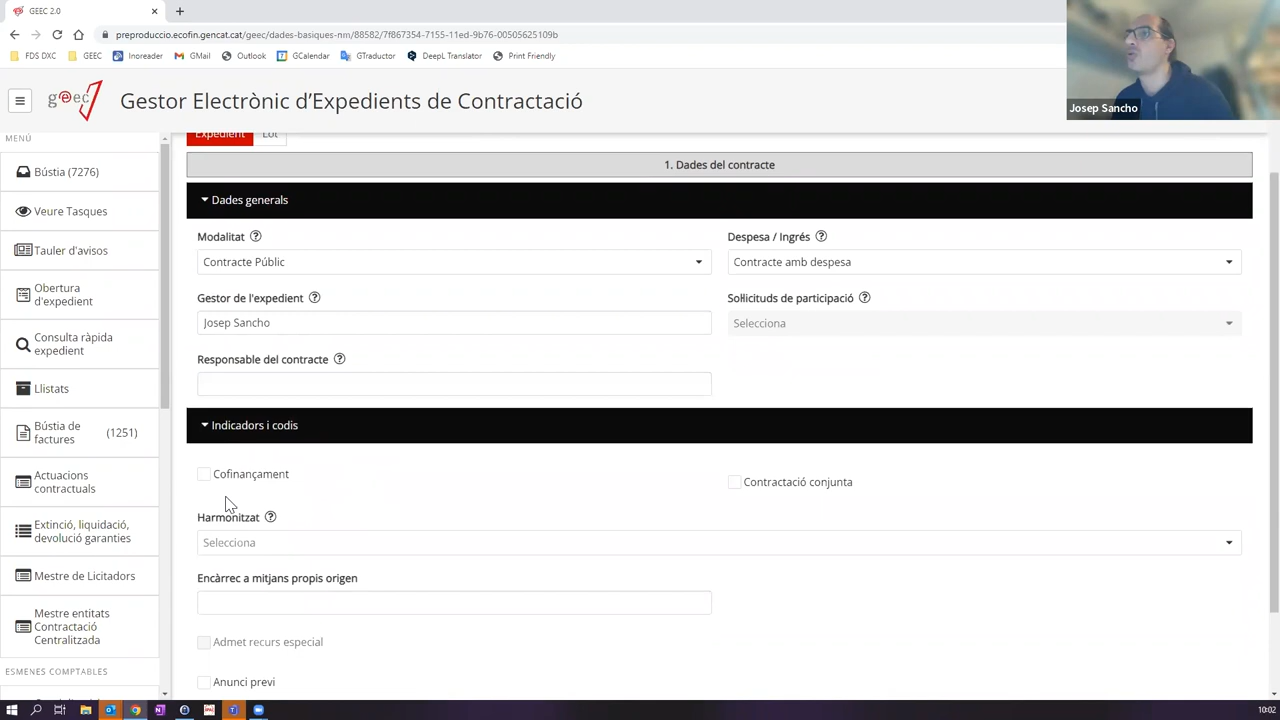 GEEC 2.0
preproduccio.ecofin.gencat.cat/geec/dades-basiques-nm/88582/7f867354-7155-11ed-9b76-00505625109b
FDS DXC
GEEC
Inoreader
GMail
Outlook
GCalendar
GTraductor
DeepL Translator
Print Friendly
Josep Sancho
geec
Gestor Electrònic d'Expedients de Contractació
MENÚ
Bústia (7276)
Veure Tasques
Tauler d'avisos
Obertura
d'expedient
Consulta ràpida
expedient
Llistats
Bústia de
factures
(1251)
Actuacions
contractuals
Extinció, liquidació,
devolució garanties
Mestre de Licitadors
Mestre entitats
Contractació
Centralitzada
ESMENES COMPTABLES
Expedient
Lot
1. Dades del contracte
Dades generals
Modalitat
Contracte Públic
Despesa / Ingrés
Contracte amb despesa
Gestor de l'expedient
Josep Sancho
Sol·licituds de participació
Selecciona
Responsable del contracte
Indicadors i codis
Cofinançament
Contractació conjunta
Harmonitzat
Selecciona
Encàrrec a mitjans propis origen
Admet recurs especial
Anunci previ
10:02